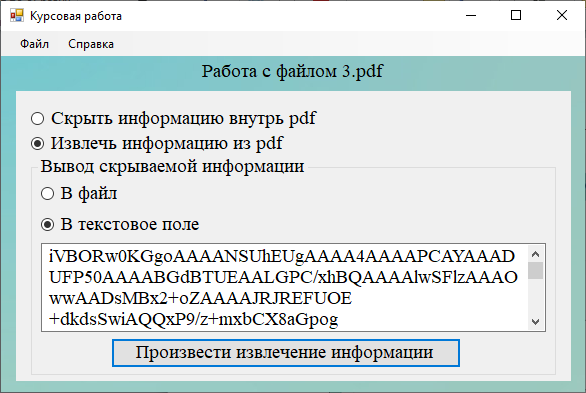 Курсовая работа
Файл Справка
Работа с файлом 3.pdf
Скрыть информацию внутрь pdf
Извлечь информацию из pdf
Вывод скрываемой информации
В файл
В текстовое поле
iVBORw0KGgoAAAANSUhEUgAAAA4AAAAPCAYAAAD
UFP50AAAABGdBTUEAALGPC/xhBQAAAAlwSFlzAAAO
wwAADsMBx2+oZAAAAJRJREFUOE
+dkdsSwiAQQxP9/z+mxbCX8aGpog
Произвести извлечение информации